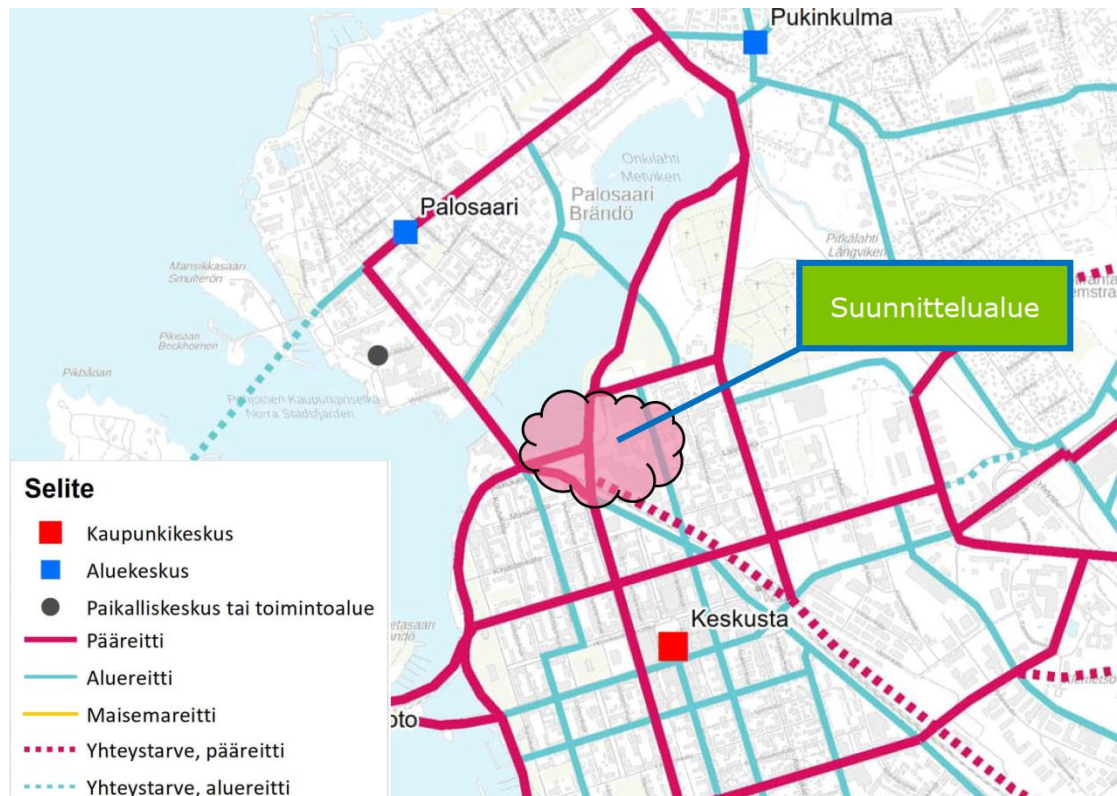 Pukinkulma
Onkilahti
Metviken
Palosaari
Brändö
Palosaari
Pitkälahti
Långviken
Mansikkasaari
Smulterön
Suunnittelualue
Pikisaari
Beckholmen
Pikbådan
Pohjoinen Kaupunginselkä
Norra Stadsfjärden
Selite
Kaupunkikeskus
Aluekeskus
Paikalliskeskus tai toimintoalue
Pääreitti
Aluereitti
Maisemareitti
Yhteystarve, pääreitti
Yhteystarve, aluereitti
Keskusta